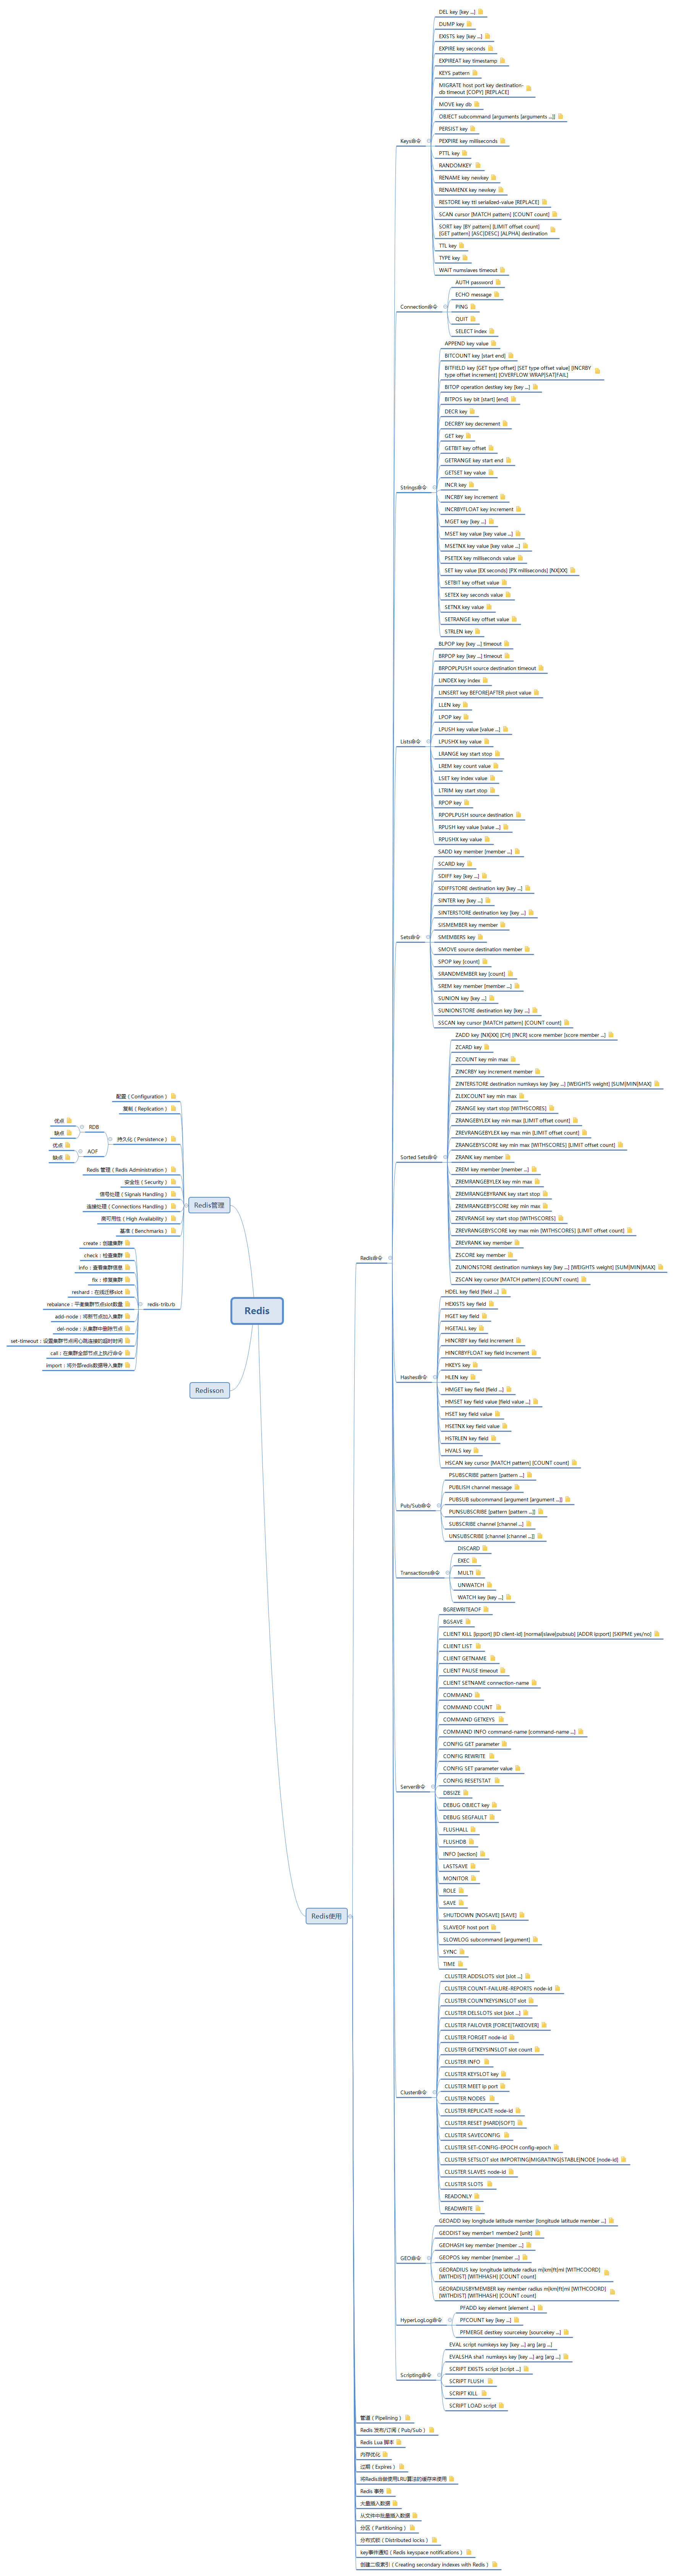 Redis
Redis管理
配置（Configuration）
复制（Replication）
持久化（Persistence）
RDB
优点
缺点
AOF
优点
缺点
Redis 管理（Redis Administration）
安全性（Security）
信号处理（Signals Handling）
连接处理（Connections Handling）
高可用性（High Availability）
基准（Benchmarks）
redis-trib.rb
create：创建集群
check：检查集群
info：查看集群信息
fix：修复集群
reshard：在线迁移slot
rebalance：平衡集群节点slot数量
add-node：将新节点加入集群
del-node：从集群中删除节点
set-timeout：设置集群节点间心跳连接的超时时间
call：在集群全部节点上执行命令
import：将外部redis数据导入集群
Redisson
Redis使用
Redis命令
Keys命令
DEL key [key ...]
DUMP key
EXISTS key [key ...]
EXPIRE key seconds
EXPIREAT key timestamp
KEYS pattern
MIGRATE host port key destination-
db timeout [COPY] [REPLACE]
MOVE key db
OBJECT subcommand [arguments [arguments ...]]
PERSIST key
PEXPIRE key milliseconds
PTTL key
RANDOMKEY
RENAME key newkey
RENAMENX key newkey
RESTORE key ttl serialized-value [REPLACE]
SCAN cursor [MATCH pattern] [COUNT count]
SORT key [BY pattern] [LIMIT offset count]
[GET pattern] [ASC|DESC] [ALPHA] destination
TTL key
TYPE key
WAIT numslaves timeout
Connection命令
AUTH password
ECHO message
PING
QUIT
SELECT index
Strings命令
APPEND key value
BITCOUNT key [start end]
BITFIELD key [GET type offset] [SET type offset value] [INCRBY
type offset increment] [OVERFLOW WRAP|SAT|FAIL]
BITOP operation destkey key [key ...]
BITPOS key bit [start] [end]
DECR key
DECRBY key decrement
GET key
GETBIT key offset
GETRANGE key start end
GETSET key value
INCR key
INCRBY key increment
INCRBYFLOAT key increment
MGET key [key ...]
MSET key value [key value ...]
MSETNX key value [key value ...]
PSETEX key milliseconds value
SET key value [EX seconds] [PX milliseconds] [NX|XX]
SETBIT key offset value
SETEX key seconds value
SETNX key value
SETRANGE key offset value
STRLEN key
Lists命令
BLPOP key [key ...] timeout
BRPOP key [key ...] timeout
BRPOPLPUSH source destination timeout
LINDEX key index
LINSERT key BEFORE|AFTER pivot value
LLEN key
LPOP key
LPUSH key value [value ...]
LPUSHX key value
LRANGE key start stop
LREM key count value
LSET key index value
LTRIM key start stop
RPOP key
RPOPLPUSH source destination
RPUSH key value [value ...]
RPUSHX key value
Sets命令
SADD key member [member ...]
SCARD key
SDIFF key [key ...]
SDIFFSTORE destination key [key ...]
SINTER key [key ...]
SINTERSTORE destination key [key ...]
SISMEMBER key member
SMEMBERS key
SMOVE source destination member
SPOP key [count]
SRANDMEMBER key [count]
SREM key member [member ...]
SUNION key [key ...]
SUNIONSTORE destination key [key ...]
SSCAN key cursor [MATCH pattern] [COUNT count]
Sorted Sets命令
ZADD key [NX|XX] [CH] [INCR] score member [score member ...]
ZCARD key
ZCOUNT key min max
ZINCRBY key increment member
ZINTERSTORE destination numkeys key [key ...] [WEIGHTS weight] [SUM|MIN|MAX]
ZLEXCOUNT key min max
ZRANGE key start stop [WITHSCORES]
ZRANGEBYLEX key min max [LIMIT offset count]
ZREVRANGEBYLEX key max min [LIMIT offset count]
ZRANGEBYSCORE key min max [WITHSCORES] [LIMIT offset count]
ZRANK key member
ZREM key member [member ...]
ZREMRANGEBYLEX key min max
ZREMRANGEBYRANK key start stop
ZREMRANGEBYSCORE key min max
ZREVRANGE key start stop [WITHSCORES]
ZREVRANGEBYSCORE key max min [WITHSCORES] [LIMIT offset count]
ZREVRANK key member
ZSCORE key member
ZUNIONSTORE destination numkeys key [key ...] [WEIGHTS weight] [SUM|MIN|MAX]
ZSCAN key cursor [MATCH pattern] [COUNT count]
Hashes命令
HDEL key field [field ...]
HEXISTS key field
HGET key field
HGETALL key
HINCRBY key field increment
HINCRBYFLOAT key field increment
HKEYS key
HLEN key
HMGET key field [field ...]
HMSET key field value [field value ...]
HSET key field value
HSETNX key field value
HSTRLEN key field
HVALS key
HSCAN key cursor [MATCH pattern] [COUNT count]
Pub/Sub命令
PSUBSCRIBE pattern [pattern ...]
PUBLISH channel message
PUBSUB subcommand [argument [argument ...]]
PUNSUBSCRIBE [pattern [pattern ...]]
SUBSCRIBE channel [channel ...]
UNSUBSCRIBE [channel [channel ...]]
Transactions命令
DISCARD
EXEC
MULTI
UNWATCH
WATCH key [key ...]
Server命令
BGREWRITEAOF
BGSAVE
CLIENT KILL [ip:port] [ID client-id] [normal|slave|pubsub] [ADDR ip:port] [SKIPME yes/no]
CLIENT LIST
CLIENT GETNAME
CLIENT PAUSE timeout
CLIENT SETNAME connection-name
COMMAND
COMMAND COUNT
COMMAND GETKEYS
COMMAND INFO command-name [command-name ...]
CONFIG GET parameter
CONFIG REWRITE
CONFIG SET parameter value
CONFIG RESETSTAT
DBSIZE
DEBUG OBJECT key
DEBUG SEGFAULT
FLUSHALL
FLUSHDB
INFO [section]
LASTSAVE
MONITOR
ROLE
SAVE
SHUTDOWN [NOSAVE] [SAVE]
SLAVEOF host port
SLOWLOG subcommand [argument]
SYNC
TIME
Cluster命令
CLUSTER ADDSLOTS slot [slot ...]
CLUSTER COUNT-FAILURE-REPORTS node-id
CLUSTER COUNTKEYSINSLOT slot
CLUSTER DELSLOTS slot [slot ...]
CLUSTER FAILOVER [FORCE|TAKEOVER]
CLUSTER FORGET node-id
CLUSTER GETKEYSINSLOT slot count
CLUSTER INFO
CLUSTER KEYSLOT key
CLUSTER MEET ip port
CLUSTER NODES
CLUSTER REPLICATE node-id
CLUSTER RESET [HARD|SOFT]
CLUSTER SAVECONFIG
CLUSTER SET-CONFIG-EPOCH config-epoch
CLUSTER SETSLOT slot IMPORTING|MIGRATING|STABLE|NODE [node-id]
CLUSTER SLAVES node-id
CLUSTER SLOTS
READONLY
READWRITE
GEO命令
GEOADD key longitude latitude member [longitude latitude member ...]
GEODIST key member1 member2 [unit]
GEOHASH key member [member ...]
GEOPOS key member [member ...]
GEORADIUS key longitude latitude radius m|km|ft|mi [WITHCOORD]
[WITHDIST] [WITHHASH] [COUNT count]
GEORADIUSBYMEMBER key member radius m|km|ft|mi [WITHCOORD]
[WITHDIST] [WITHHASH] [COUNT count]
HyperLogLog命令
PFADD key element [element ...]
PFCOUNT key [key ...]
PFMERGE destkey sourcekey [sourcekey ...]
Scripting命令
EVAL script numkeys key [key ...] arg [arg ...]
EVALSHA sha1 numkeys key [key ...] arg [arg ...]
SCRIPT EXISTS script [script ...]
SCRIPT FLUSH
SCRIPT KILL
SCRIPT LOAD script
管道（Pipelining）
Redis 发布/订阅（Pub/Sub）
Redis Lua 脚本
内存优化
过期（Expires）
将Redis当做使用LRU算法的缓存来使用
Redis 事务
大量插入数据
从文件中批量插入数据
分区（Partitioning）
分布式锁（Distributed locks）
key事件通知（Redis keyspace notifications）
创建二级索引（Creating secondary indexes with Redis）